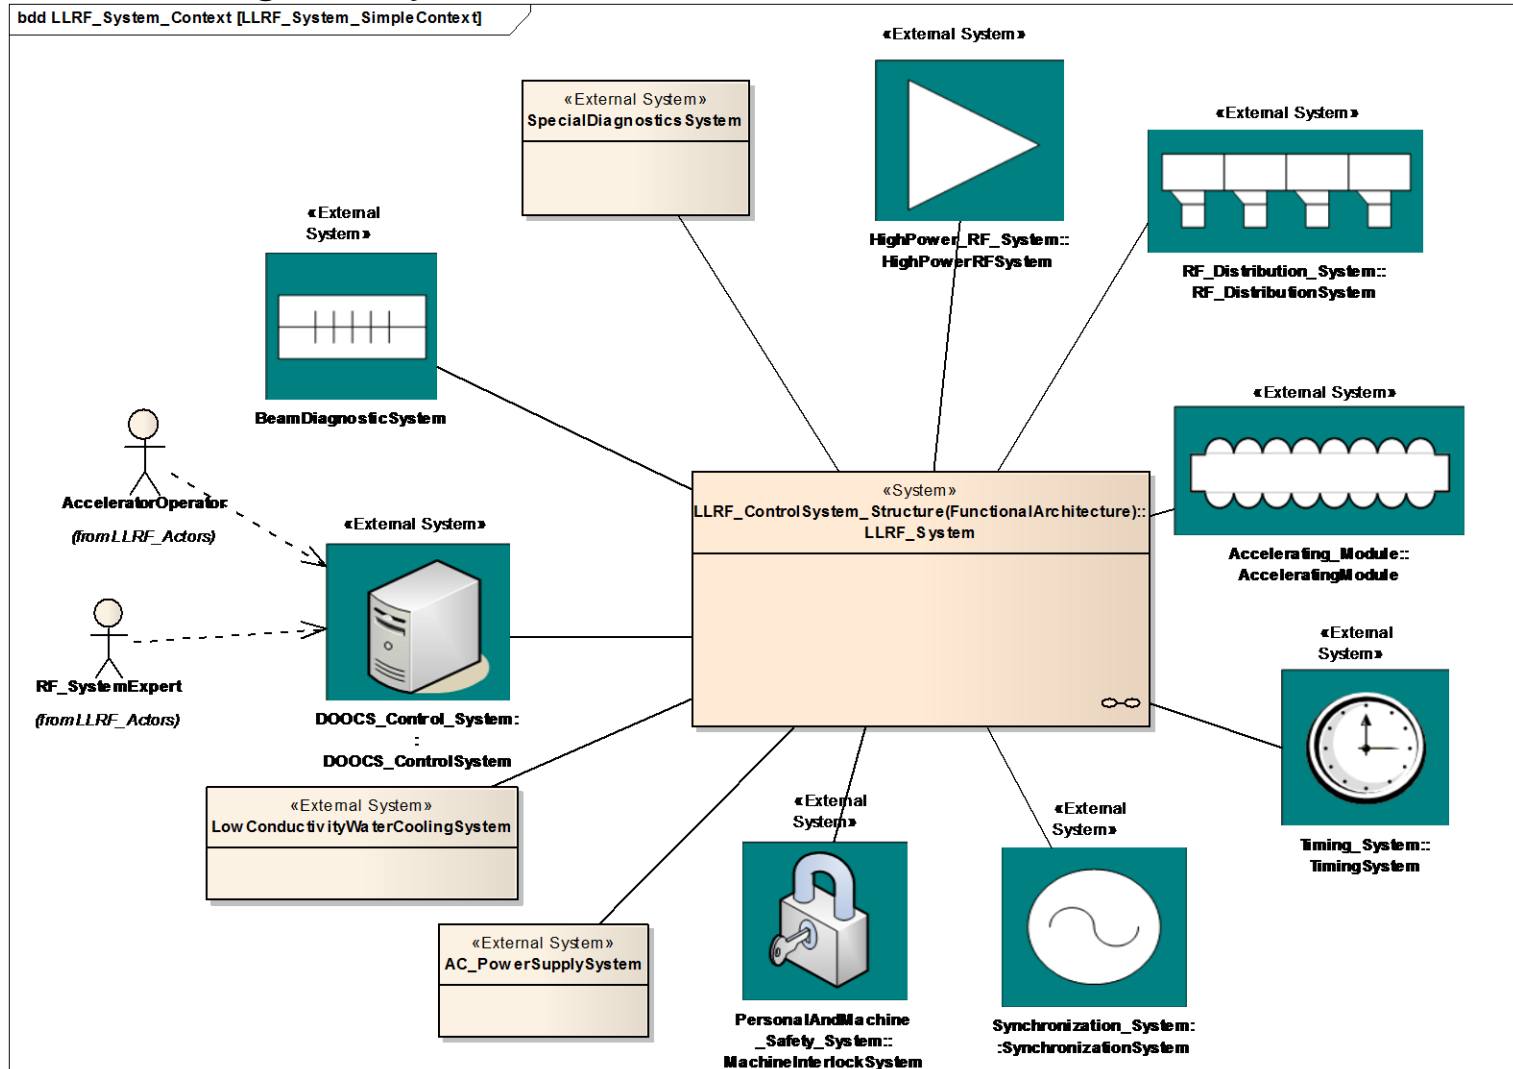 bdd LLRF_System_Context [LLRF_System_SimpleContext]
«External System»
SpecialDiagnosticsSystem
«External System»
HighPower_RF_System::
HighPowerRFSystem
«External System»
RF_Distribution_System::
RF_DistributionSystem
«External
System»
BeamDiagnosticSystem
«External System»
Accelerating_Module::
AcceleratingModule
AcceleratorOperator
(from LLRF_Actors)
«System»
LLRF_ControlSystem_Structure(FunctionalArchitecture)::
LLRF_System
«External System»
DOOCS_Control_System:
:
DOOCS_ControlSystem
RF_SystemExpert
(from LLRF_Actors)
«External
System»
Timing_System::
TimingSystem
«External System»
LowConductivityWaterCoolingSystem
«External System»
AC_PowerSupplySystem
«External
System»
PersonalAndMachine
_Safety_System::
MachineInterlockSystem
«External
System»
Synchronization_System:
:SynchronizationSystem